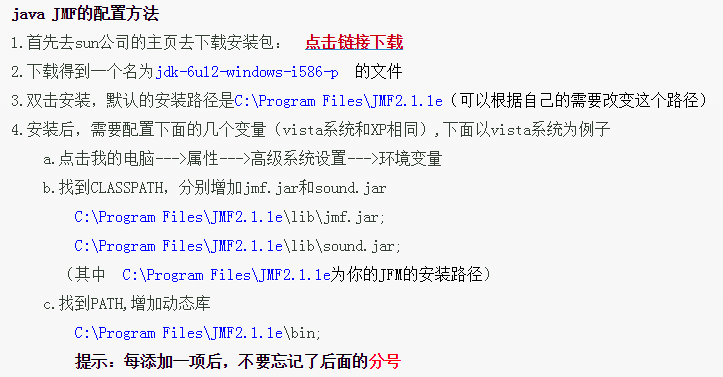 java JMF的配置方法
1.首先去sun公司的主页去下载安装包： 点击链接下载
2.下载得到一个名为jdk-6u12-windows-i586-p 的文件
3.双击安装，默认的安装路径是C:\Program Files\JMF2.1.1e（可以根据自己的需要改变这个路径）
4.安装后，需要配置下面的几个变量（vista系统和XP相同）,下面以vista系统为例子
a.点击我的电脑--->属性--->高级系统设置--->环境变量
b.找到CLASSPATH，分别增加jmf.jar和sound.jar
C:\Program Files\JMF2.1.1e\lib\jmf.jar;
C:\Program Files\JMF2.1.1e\lib\sound.jar;
（其中 C:\Program Files\JMF2.1.1e为你的JFM的安装路径）
c.找到PATH,增加动态库
C:\Program Files\JMF2.1.1e\bin;
提示：每添加一项后，不要忘记了后面的分号